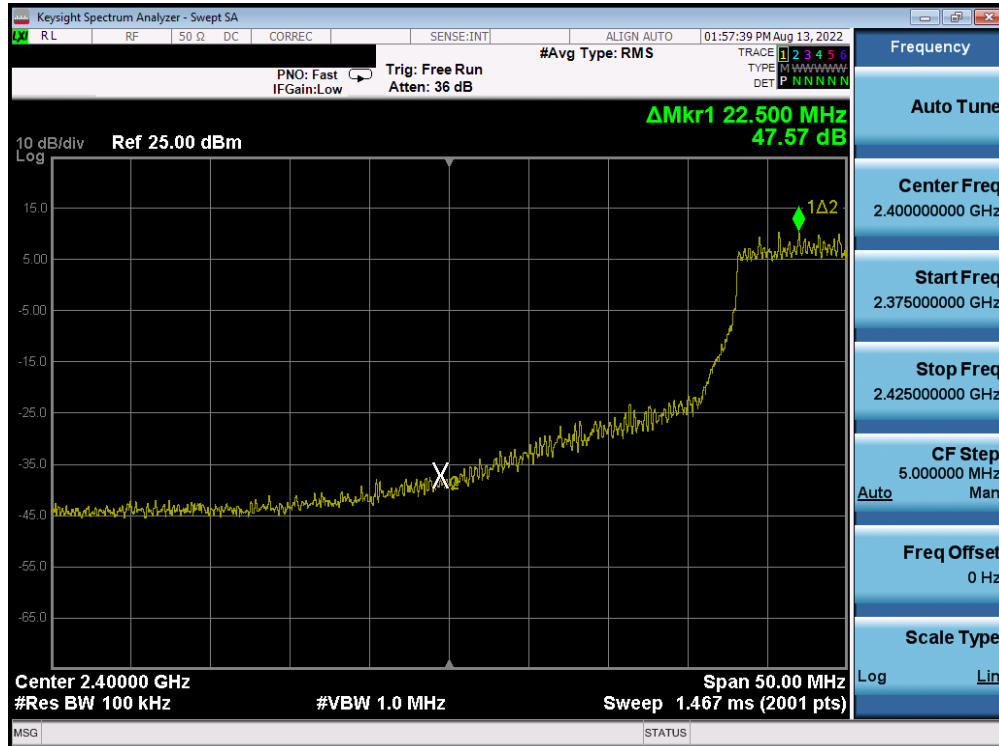 Keysight Spectrum Analyzer - Swept SA
LXI RL RF 50 Ω DC CORREC SENSE:INT ALIGN AUTO 01:57:39 PM Aug 13, 2022
#Avg Type: RMS TRACE 1 2 3 4 5 6
PNO: Fast Trig: Free Run TYPE M WWWWW
IFGain:Low Atten: 36 dB DET P N N N N N
ΔMkr1 22.500 MHz
47.57 dB
10 dB/div Ref 25.00 dBm
Log
15.0
5.00
-5.00
-15.0
-25.0
-35.0
-45.0
-55.0
-65.0
1Δ2
X2
Center 2.40000 GHz Span 50.00 MHz
#Res BW 100 kHz #VBW 1.0 MHz Sweep 1.467 ms (2001 pts)
MSG STATUS
Frequency
Auto Tune
Center Freq
2.400000000 GHz
Start Freq
2.375000000 GHz
Stop Freq
2.425000000 GHz
CF Step
5.000000 MHz
Auto Man
Freq Offset
0 Hz
Scale Type
Log Lin